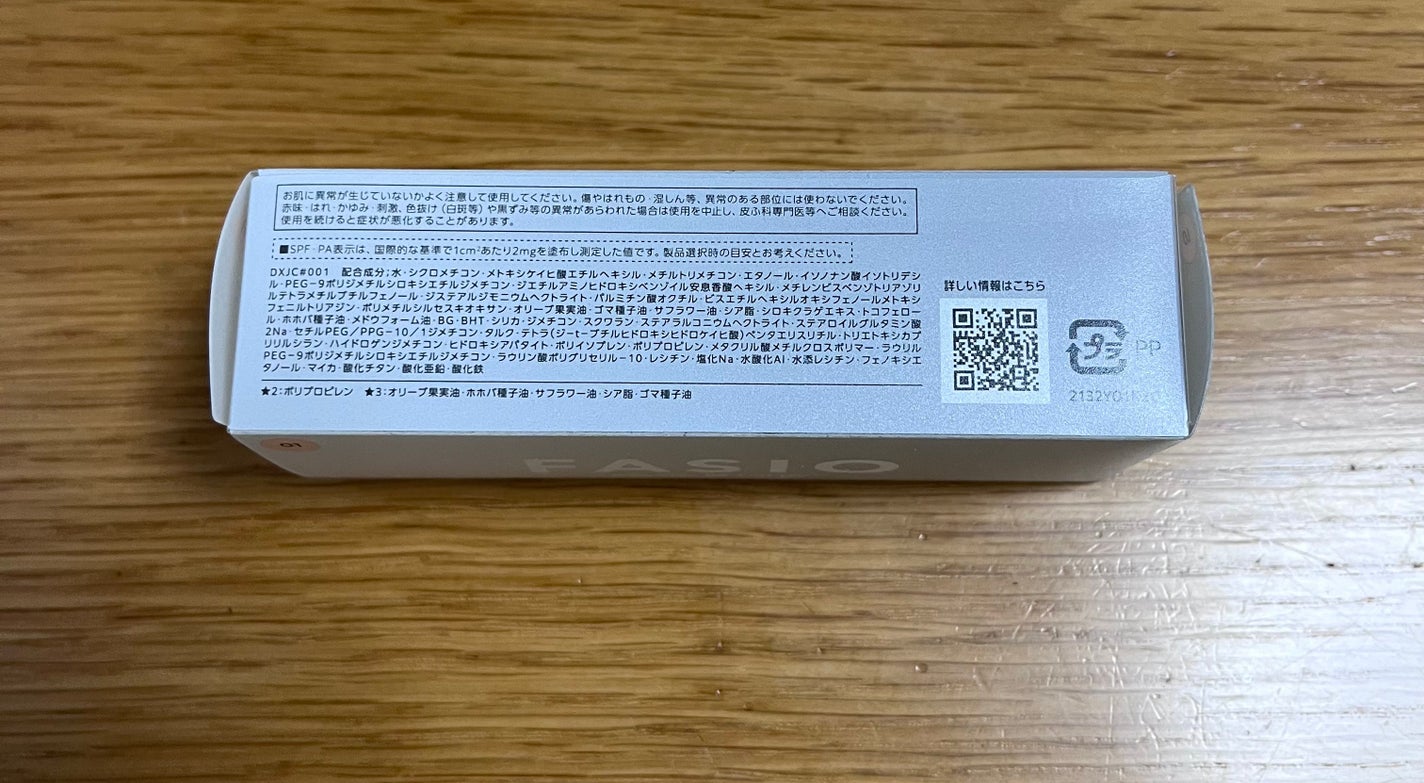 お肌に異常が生じていないかよく注意して使用してください。傷やはれもの・湿しん等、異常のある部位には使わないでください。
赤味・はれ・かゆみ・刺激、色抜け(白斑等)や黒ずみ等の異常があらわれた場合は使用を中止し、皮ふ科専門医等へご相談ください。
使用を続けると症状が悪化することがあります。
■SPF・PA表示は、国際的な基準で1cm²あたり2mgを塗布し測定した値です。製品選択時の目安とお考えください。
DXJC#001 配合成分;水・シクロメチコン・メトキシケイヒ酸エチルヘキシル・メチルトリメチコン・エタノール・イソノナン酸イソトリデシ
ル・PEG-9ポリジメチルシロキシエチルジメチコン・ジエチルアミノヒドロキシベンゾイル安息香酸ヘキシル・メチレンビスベンゾトリアゾリ
ルテトラメチルブチルフェノール・ジステアルジモニウムヘクトライト・パルミチン酸オクチル・ビスエチルヘキシルオキシフェノールメトキシ
フェニルトリアジン・ポリメチルシルセスキオキサン・オリーブ果実油・ゴマ種子油・サフラワー油・シア脂・シロキクラゲエキス・トコフェロ
ール・ホホバ種子油・メドウフォーム油・BG・BHT・シリカ・ジメチコン・スクワラン・ステアラルコニウムヘクトライト・ステアロイルグルタミン酸
2Na・セチルPEG/PPG-10/1ジメチコン・タルク・テトラ(ジ-t-ブチルヒドロキシヒドロケイヒ酸)ペンタエリスリチル・トリエトキシカプ
リリルシラン・ハイドロゲンジメチコン・ヒドロキシアパタイト・ポリイソプレン・ポリプロピレン・メタクリル酸メチルクロスポリマー・ラウリル
PEG-9ポリジメチルシロキシエチルジメチコン・ラウリン酸ポリグリセリル-10・レシチン・塩化Na・水酸化Al・水添レシチン・フェノキシエ
タノール・マイカ・酸化チタン・酸化亜鉛・酸化鉄
★2:ポリプロピレン ★3:オリーブ果実油・ホホバ種子油・サフラワー油・シア脂・ゴマ種子油
詳しい情報はこちら
プラ PP
01
FASIO